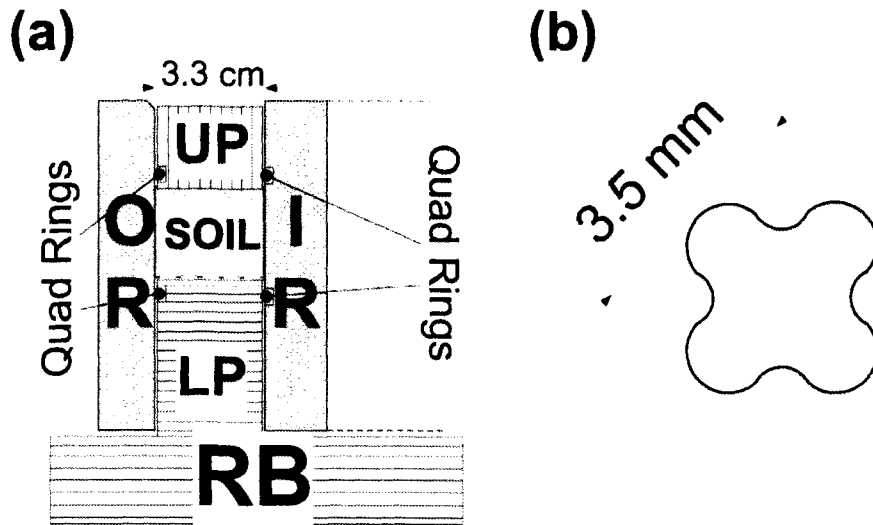 (a)
3.3 cm
UP
Quad Rings
Quad Rings
O
SOIL
I
R
R
LP
RB
(b)
3.5 mm